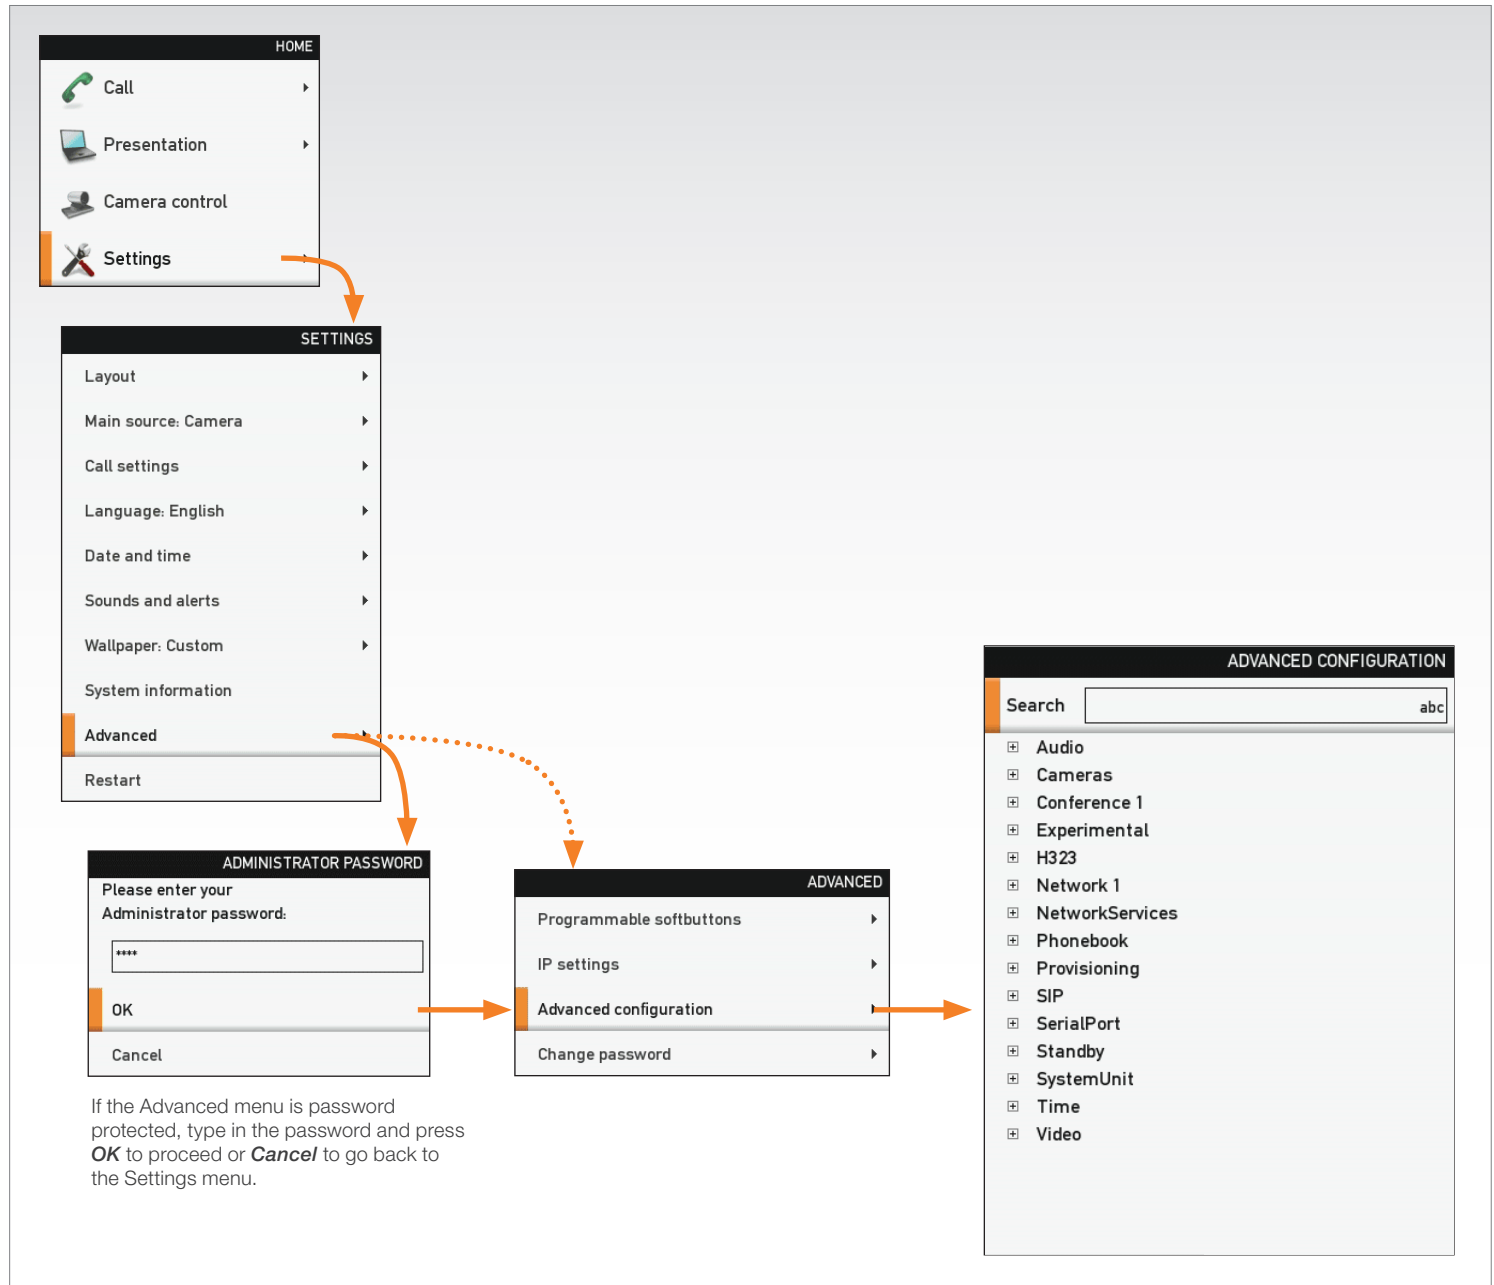 HOME
Call
Presentation
Camera control
Settings
SETTINGS
Layout
Main source: Camera
Call settings
Language: English
Date and time
Sounds and alerts
Wallpaper: Custom
System information
Advanced
Restart
ADMINISTRATOR PASSWORD
Please enter your
Administrator password:
****
OK
Cancel
If the Advanced menu is password
protected, type in the password and press
OK to proceed or Cancel to go back to
the Settings menu.
ADVANCED
Programmable softbuttons
IP settings
Advanced configuration
Change password
ADVANCED CONFIGURATION
Search abc
Audio
Cameras
Conference 1
Experimental
H323
Network 1
NetworkServices
Phonebook
Provisioning
SIP
SerialPort
Standby
SystemUnit
Time
Video